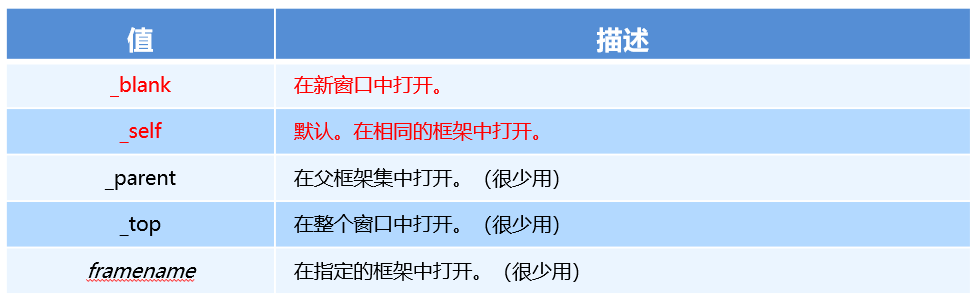 值 描述
_blank 在新窗口中打开。
_self 默认。在相同的框架中打开。
_parent 在父框架集中打开。（很少用）
_top 在整个窗口中打开。（很少用）
framename 在指定的框架中打开。（很少用）